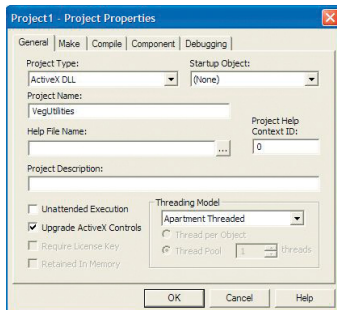 Project1 - Project Properties
General Make Compile Component Debugging
Project Type: Startup Object:
ActiveX DLL (None)
Project Name:
VegUtilities
Project Help
Help File Name: Context ID:
... 0
Project Description:
Unattended Execution
Upgrade ActiveX Controls
Require License Key
Retained In Memory
Threading Model
Apartment Threaded
Thread per Object
Thread Pool 1 threads
OK Cancel Help